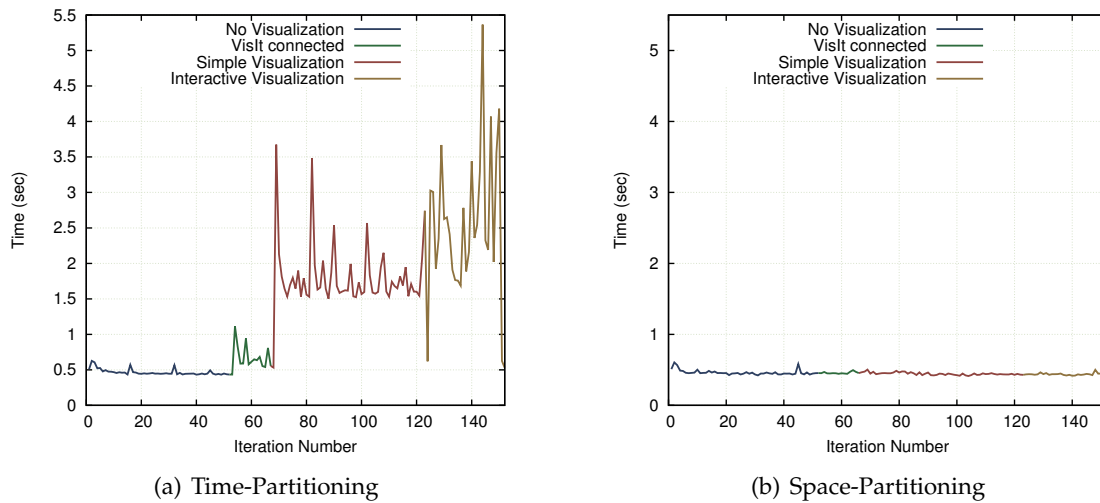 No Visualization
VisIt connected
Simple Visualization
Interactive Visualization
5.5
5
4.5
4
3.5
3
2.5
2
1.5
1
0.5
0
Time (sec)
0 20 40 60 80 100 120 140
Iteration Number
(a) Time-Partitioning
No Visualization
VisIt connected
Simple Visualization
Interactive Visualization
5
4
3
2
1
0
Time (sec)
0 20 40 60 80 100 120 140
Iteration Number
(b) Space-Partitioning